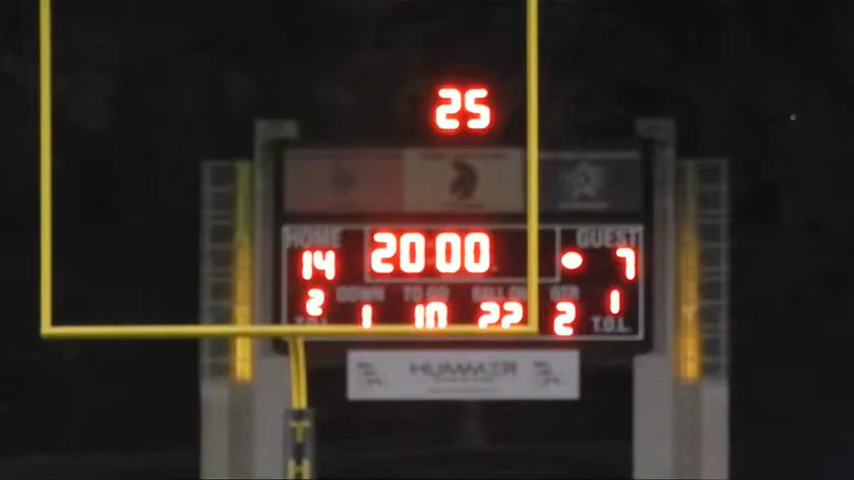 25
HOME 20:00 GUEST
14 7
DOWN TO GO BALL ON QTR
2 1 10 22 2 1
T.O.L. T.O.L.
HUMMER